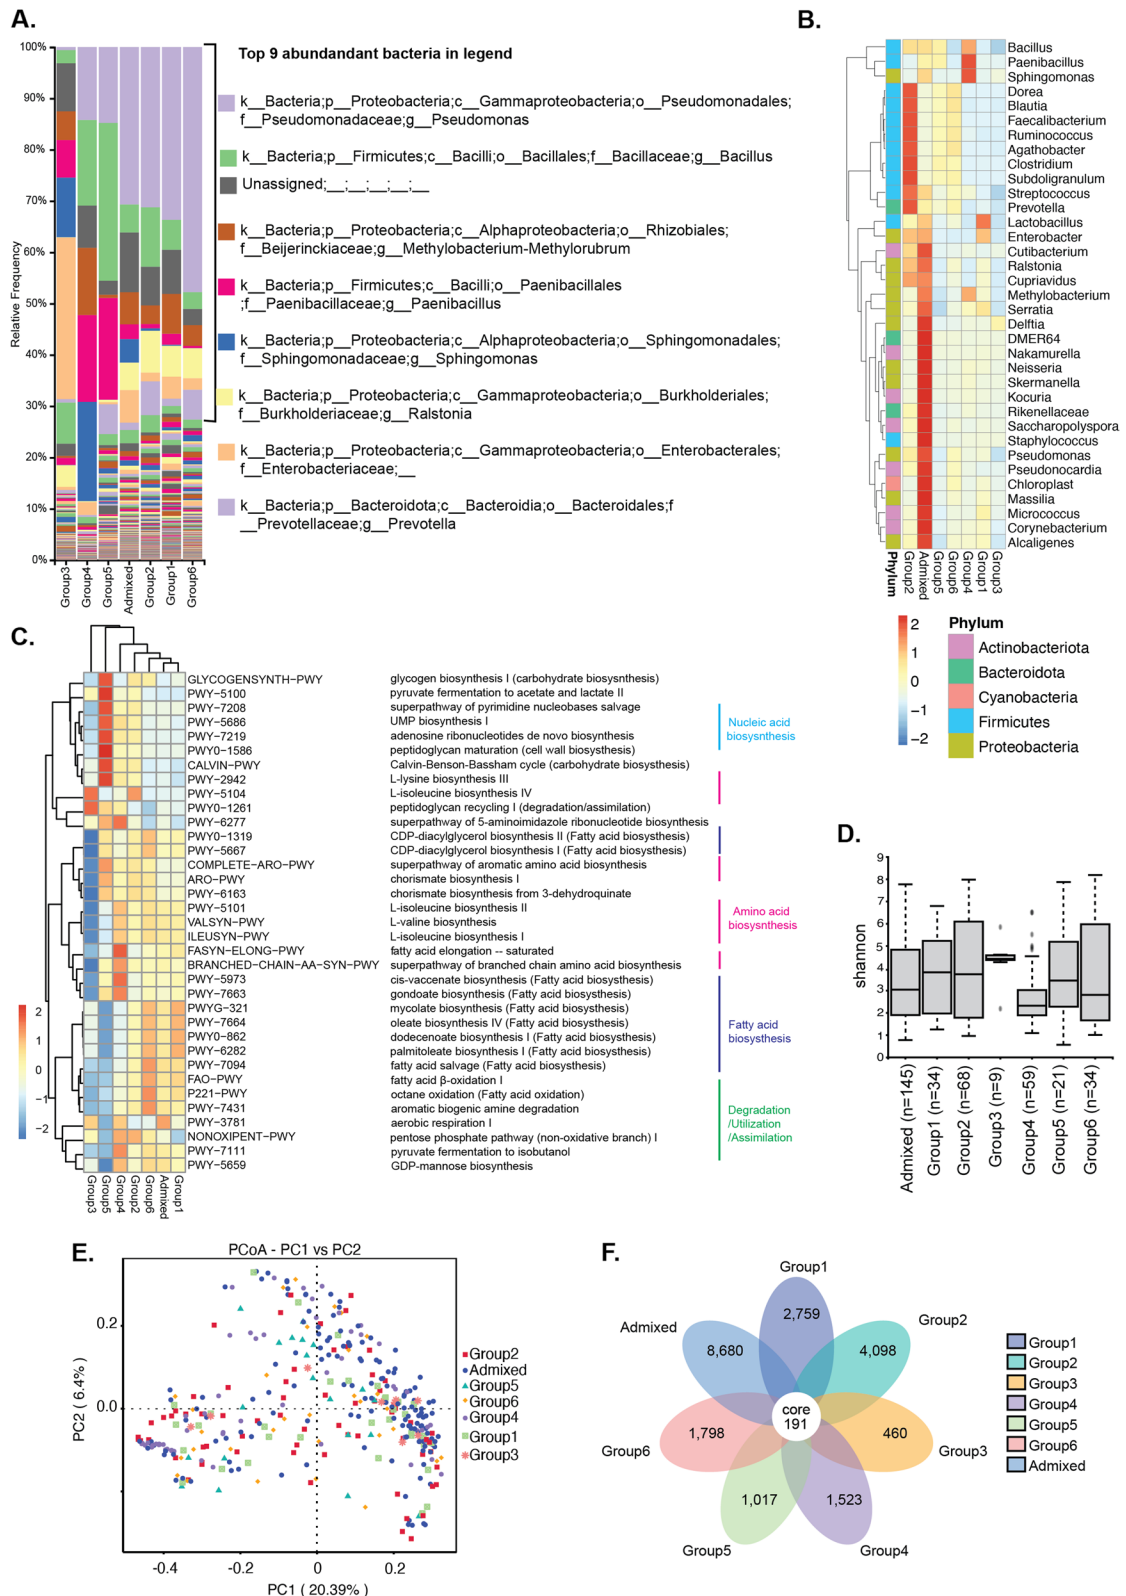 A.
Top 9 abundandant bacteria in legend
100%
90%
80%
70%
60%
50%
40%
30%
20%
10%
0%
Relative Frequency
Group3
Group4
Group5
Admixed
Group2
Group1
Group6
k__Bacteria;p__Proteobacteria;c__Gammaproteobacteria;o__Pseudomonadales;
f__Pseudomonadaceae;g__Pseudomonas
k__Bacteria;p__Firmicutes;c__Bacilli;o__Bacillales;f__Bacillaceae;g__Bacillus
Unassigned;__;__;__;__;__
k__Bacteria;p__Proteobacteria;c__Alphaproteobacteria;o__Rhizobiales;
f__Beijerinckiaceae;g__Methylobacterium-Methylorubrum
k__Bacteria;p__Firmicutes;c__Bacilli;o__Paenibacillales
;f__Paenibacillaceae;g__Paenibacillus
k__Bacteria;p__Proteobacteria;c__Alphaproteobacteria;o__Sphingomonadales;
f__Sphingomonadaceae;g__Sphingomonas
k__Bacteria;p__Proteobacteria;c__Gammaproteobacteria;o__Burkholderiales;
f__Burkholderiaceae;g__Ralstonia
k__Bacteria;p__Proteobacteria;c__Gammaproteobacteria;o__Enterobacterales;
f__Enterobacteriaceae;__
k__Bacteria;p__Bacteroidota;c__Bacteroidia;o__Bacteroidales;f
__Prevotellaceae;g__Prevotella
B.
Bacillus
Paenibacillus
Sphingomonas
Dorea
Blautia
Faecalibacterium
Ruminococcus
Agathobacter
Clostridium
Subdoligranulum
Streptococcus
Prevotella
Lactobacillus
Enterobacter
Cutibacterium
Ralstonia
Cupriavidus
Methylobacterium
Serratia
Delftia
DMER64
Nakamurella
Neisseria
Skermanella
Kocuria
Rikenellaceae
Saccharopolyspora
Staphylococcus
Pseudomonas
Pseudonocardia
Chloroplast
Massilia
Micrococcus
Corynebacterium
Alcaligenes
Phylum
Group2
Admixed
Group5
Group6
Group4
Group1
Group3
2
1
0
−1
−2
Phylum
Actinobacteriota
Bacteroidota
Cyanobacteria
Firmicutes
Proteobacteria
C.
GLYCOGENSYNTH−PWY glycogen biosynthesis I (carbohydrate biosybnthesis)
PWY−5100 pyruvate fermentation to acetate and lactate II
PWY−7208 superpathway of pyrimidine nucleobases salvage
PWY−5686 UMP biosynthesis I
PWY−7219 adenosine ribonucleotides de novo biosynthesis
PWY0−1586 peptidoglycan maturation (cell wall biosythesis)
CALVIN−PWY Calvin-Benson-Bassham cycle (carbohydrate biosynthesis)
PWY−2942 L-lysine biosynthesis III
PWY−5104 L-isoleucine biosynthesis IV
PWY0−1261 peptidoglycan recycling I (degradation/assimilation)
PWY−6277 superpathway of 5-aminoimidazole ribonucleotide biosynthesis
PWY0−1319 CDP-diacylglycerol biosynthesis II (Fatty acid biosysthesis)
PWY−5667 CDP-diacylglycerol biosynthesis I (Fatty acid biosysthesis)
COMPLETE−ARO−PWY superpathway of aromatic amino acid biosynthesis
ARO−PWY chorismate biosynthesis I
PWY−6163 chorismate biosynthesis from 3-dehydroquinate
PWY−5101 L-isoleucine biosynthesis II
VALSYN−PWY L-valine biosynthesis
ILEUSYN−PWY L-isoleucine biosynthesis I
FASYN−ELONG−PWY fatty acid elongation -- saturated
BRANCHED−CHAIN−AA−SYN−PWY superpathway of branched chain amino acid biosynthesis
PWY−5973 cis-vaccenate biosynthesis (Fatty acid biosysthesis)
PWY−7663 gondoate biosynthesis (Fatty acid biosysthesis)
PWYG−321 mycolate biosynthesis (Fatty acid biosysthesis)
PWY−7664 oleate biosynthesis IV (Fatty acid biosysthesis)
PWY0−862 dodecenoate biosynthesis I (Fatty acid biosysthesis)
PWY−6282 palmitoleate biosynthesis I (Fatty acid biosysthesis)
PWY−7094 fatty acid salvage (Fatty acid biosysthesis)
FAO−PWY fatty acid β-oxidation I
P221−PWY octane oxidation (Fatty acid oxidation)
PWY−7431 aromatic biogenic amine degradation
PWY−3781 aerobic respiration I
NONOXIPENT−PWY pentose phosphate pathway (non-oxidative branch) I
PWY−7111 pyruvate fermentation to isobutanol
PWY−5659 GDP-mannose biosynthesis
Nucleic acid
biosysnthesis
Amino acid
biosysnthesis
Fatty acid
biosysthesis
Degradation
/Utilization
/Assimilation
2
1
0
−1
−2
Group3
Group5
Group4
Group2
Group6
Admixed
Group1
D.
9
8
7
6
5
4
3
2
1
0
shannon
Admixed (n=145)
Group1 (n=34)
Group2 (n=68)
Group3 (n=9)
Group4 (n=59)
Group5 (n=21)
Group6 (n=34)
E.
PCoA - PC1 vs PC2
0.2
0.0
PC2 ( 6.4% )
-0.4
-0.2
0
0.2
PC1 ( 20.39% )
Group2
Admixed
Group5
Group6
Group4
Group1
Group3
F.
Group1
2,759
Group2
4,098
Group3
460
Group4
1,523
Group5
1,017
Group6
1,798
Admixed
8,680
core
191
Group1
Group2
Group3
Group4
Group5
Group6
Admixed